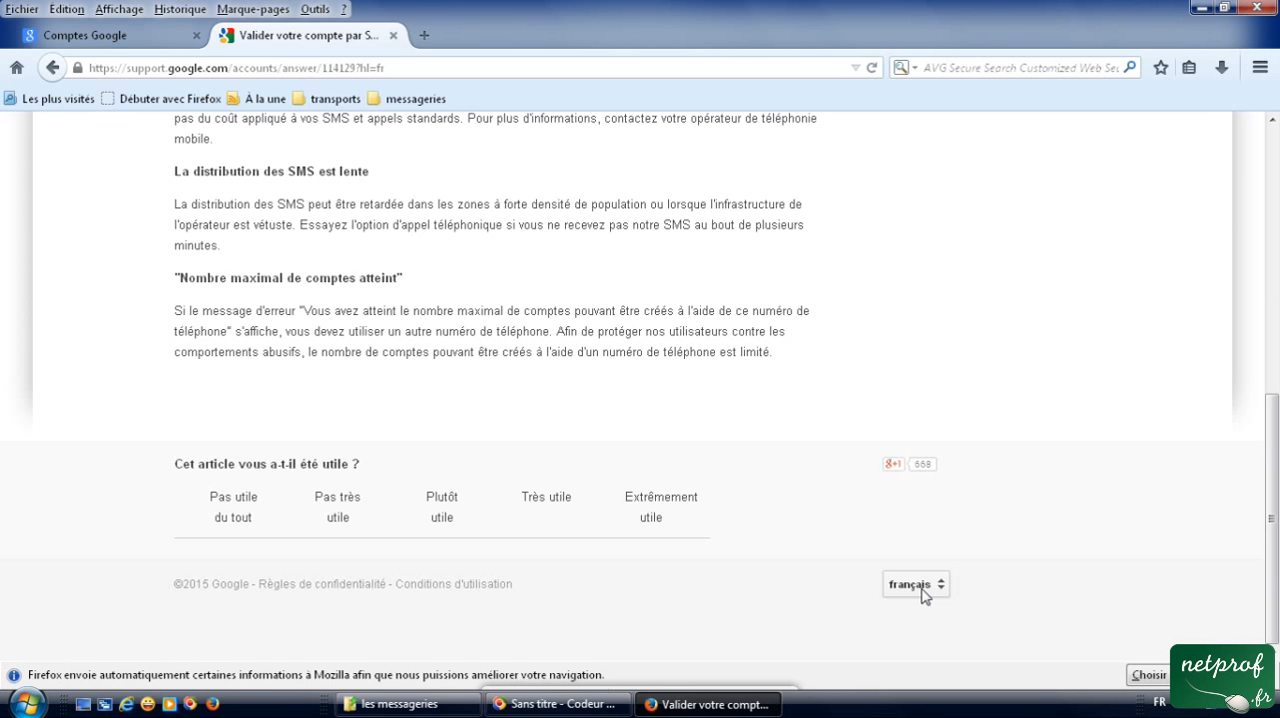 Fichier Édition Affichage Historique Marque-pages Outils ?
Comptes Google × Valider votre compte par S... ×
https://support.google.com/accounts/answer/114129?hl=fr AVG Secure Search Customized Web Sec
Les plus visités Débuter avec Firefox À la une transports messageries
pas du coût appliqué à vos SMS et appels standards. Pour plus d'informations, contactez votre opérateur de téléphonie
mobile.
La distribution des SMS est lente
La distribution des SMS peut être retardée dans les zones à forte densité de population ou lorsque l'infrastructure de
l'opérateur est vétuste. Essayez l'option d'appel téléphonique si vous ne recevez pas notre SMS au bout de plusieurs
minutes.
"Nombre maximal de comptes atteint"
Si le message d'erreur "Vous avez atteint le nombre maximal de comptes pouvant être créés à l'aide de ce numéro de
téléphone" s'affiche, vous devez utiliser un autre numéro de téléphone. Afin de protéger nos utilisateurs contre les
comportements abusifs, le nombre de comptes pouvant être créés à l'aide d'un numéro de téléphone est limité.
Cet article vous a-t-il été utile ? g+1 668
Pas utile Pas très Plutôt Très utile Extrêmement
du tout utile utile utile
©2015 Google - Règles de confidentialité - Conditions d'utilisation français
Firefox envoie automatiquement certaines informations à Mozilla afin que nous puissions améliorer votre navigation. Choisir
netprof
.fr
les messageries Sans titre - Codeur ... Valider votre compt... FR